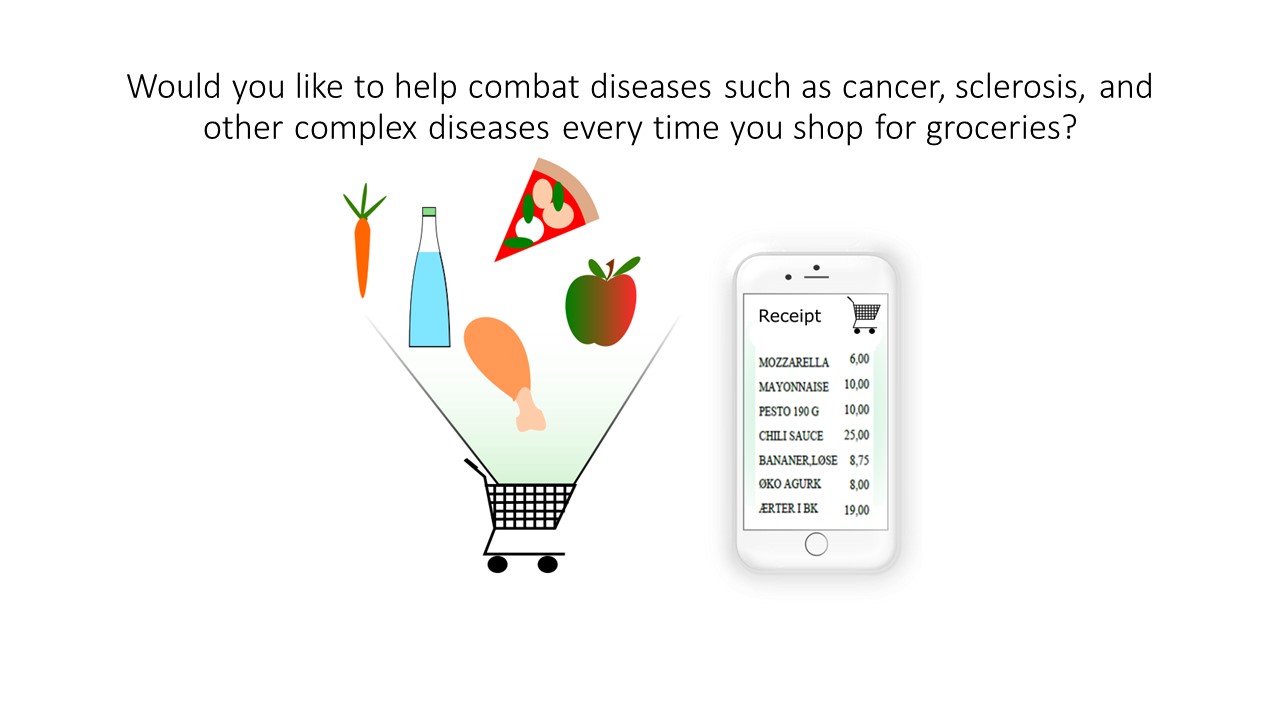 Would you like to help combat diseases such as cancer, sclerosis, and
other complex diseases every time you shop for groceries?
Receipt
MOZZARELLA 6,00
MAYONNAISE 10,00
PESTO 190 G 10,00
CHILI SAUCE 25,00
BANANER,LØSE 8,75
ØKO AGURK 8,00
ÆRTER I BK 19,00